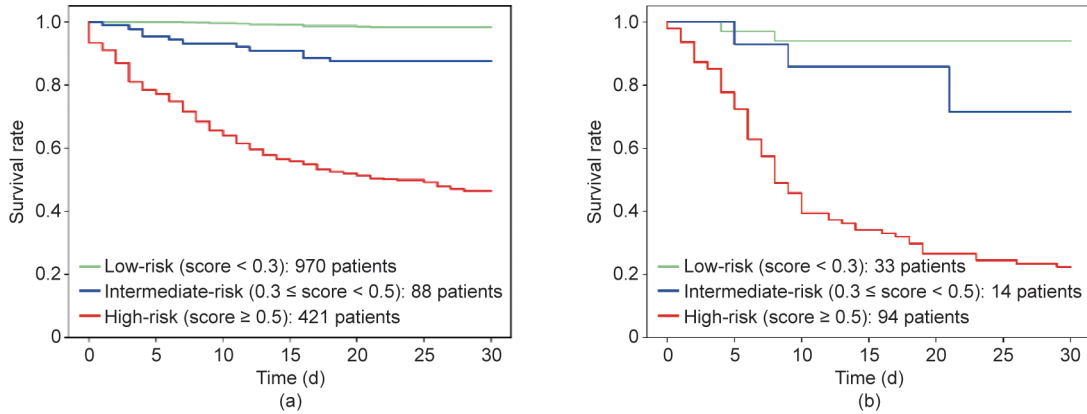 1.0
0.8
0.6
0.4
0.2
0
Survival rate
Low-risk (score < 0.3): 970 patients
Intermediate-risk (0.3 ≤ score < 0.5): 88 patients
High-risk (score ≥ 0.5): 421 patients
0 5 10 15 20 25 30
Time (d)
(a)
1.0
0.8
0.6
0.4
0.2
0
Survival rate
Low-risk (score < 0.3): 33 patients
Intermediate-risk (0.3 ≤ score < 0.5): 14 patients
High-risk (score ≥ 0.5): 94 patients
0 5 10 15 20 25 30
Time (d)
(b)